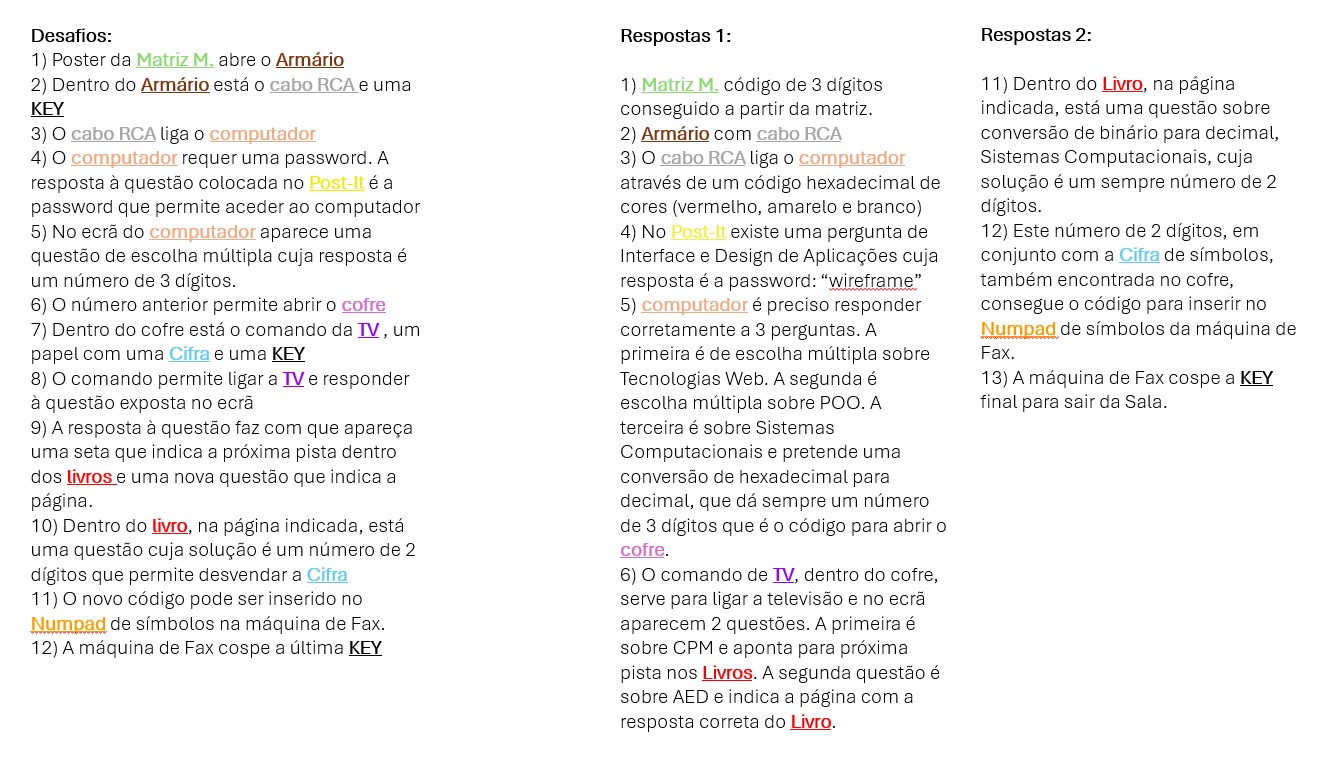 Desafios:
1) Poster da Matriz M. abre o Armário
2) Dentro do Armário está o cabo RCA e uma
KEY
3) O cabo RCA liga o computador
4) O computador requer uma password. A
resposta à questão colocada no Post-It é a
password que permite aceder ao computador
5) No ecrã do computador aparece uma
questão de escolha múltipla cuja resposta é
um número de 3 dígitos.
6) O número anterior permite abrir o cofre
7) Dentro do cofre está o comando da TV , um
papel com uma Cifra e uma KEY
8) O comando permite ligar a TV e responder
à questão exposta no ecrã
9) A resposta à questão faz com que apareça
uma seta que indica a próxima pista dentro
dos livros e uma nova questão que indica a
página.
10) Dentro do livro, na página indicada, está
uma questão cuja solução é um número de 2
dígitos que permite desvendar a Cifra
11) O novo código pode ser inserido no
Numpad de símbolos na máquina de Fax.
12) A máquina de Fax cospe a última KEY
Respostas 1:
1) Matriz M. código de 3 dígitos
conseguido a partir da matriz.
2) Armário com cabo RCA
3) O cabo RCA liga o computador
através de um código hexadecimal de
cores (vermelho, amarelo e branco)
4) No Post-It existe uma pergunta de
Interface e Design de Aplicações cuja
resposta é a password: “wireframe”
5) computador é preciso responder
corretamente a 3 perguntas. A
primeira é de escolha múltipla sobre
Tecnologias Web. A segunda é
escolha múltipla sobre POO. A
terceira é sobre Sistemas
Computacionais e pretende uma
conversão de hexadecimal para
decimal, que dá sempre um número
de 3 dígitos que é o código para abrir o
cofre.
6) O comando de TV, dentro do cofre,
serve para ligar a televisão e no ecrã
aparecem 2 questões. A primeira é
sobre CPM e aponta para próxima
pista nos Livros. A segunda questão é
sobre AED e indica a página com a
resposta correta do Livro.
Respostas 2:
11) Dentro do Livro, na página
indicada, está uma questão sobre
conversão de binário para decimal,
Sistemas Computacionais, cuja
solução é um sempre número de 2
dígitos.
12) Este número de 2 dígitos, em
conjunto com a Cifra de símbolos,
também encontrada no cofre,
consegue o código para inserir no
Numpad de símbolos da máquina de
Fax.
13) A máquina de Fax cospe a KEY
final para sair da Sala.